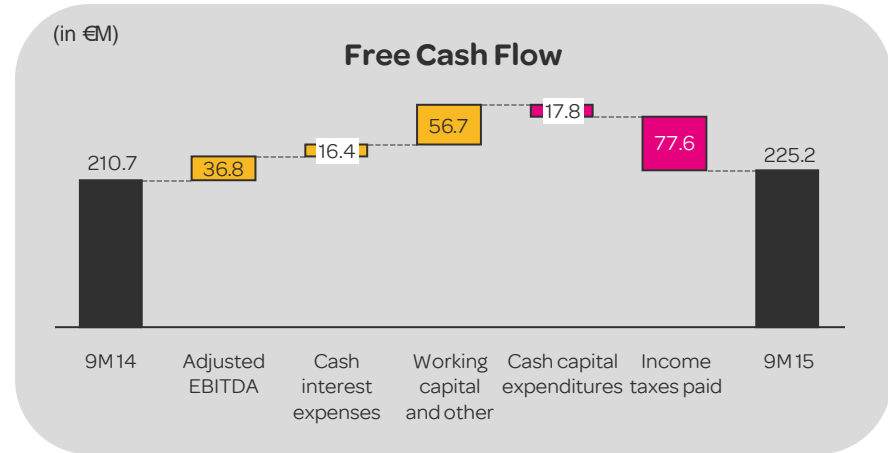 (in €M)
Free Cash Flow
210.7
36.8
16.4
56.7
17.8
77.6
225.2
9M 14
Adjusted
EBITDA
Cash
interest
expenses
Working
capital
and other
Cash capital
expenditures
Income
taxes paid
9M 15